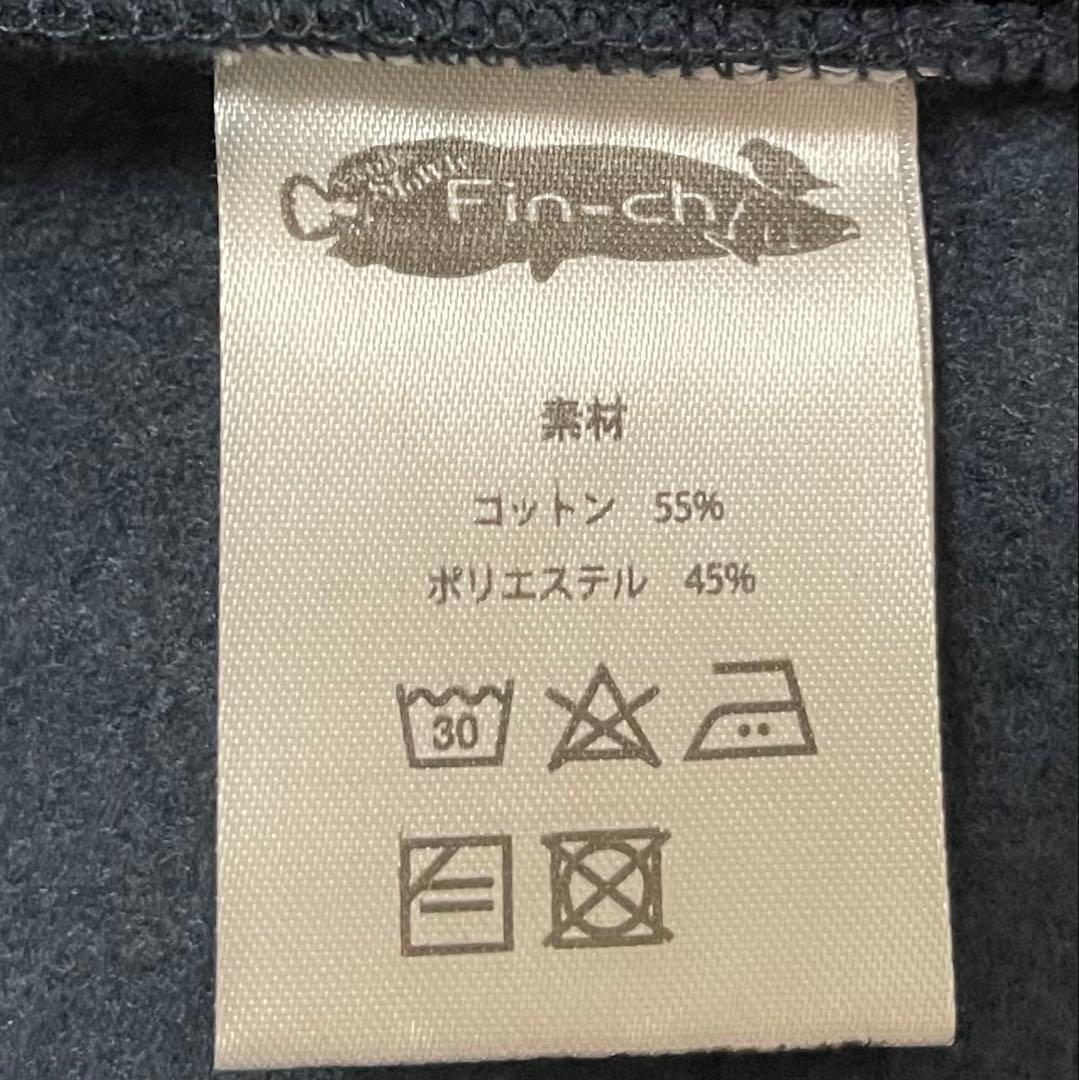 Fin-ch
素材
コットン 55%
ポリエステル 45%
30